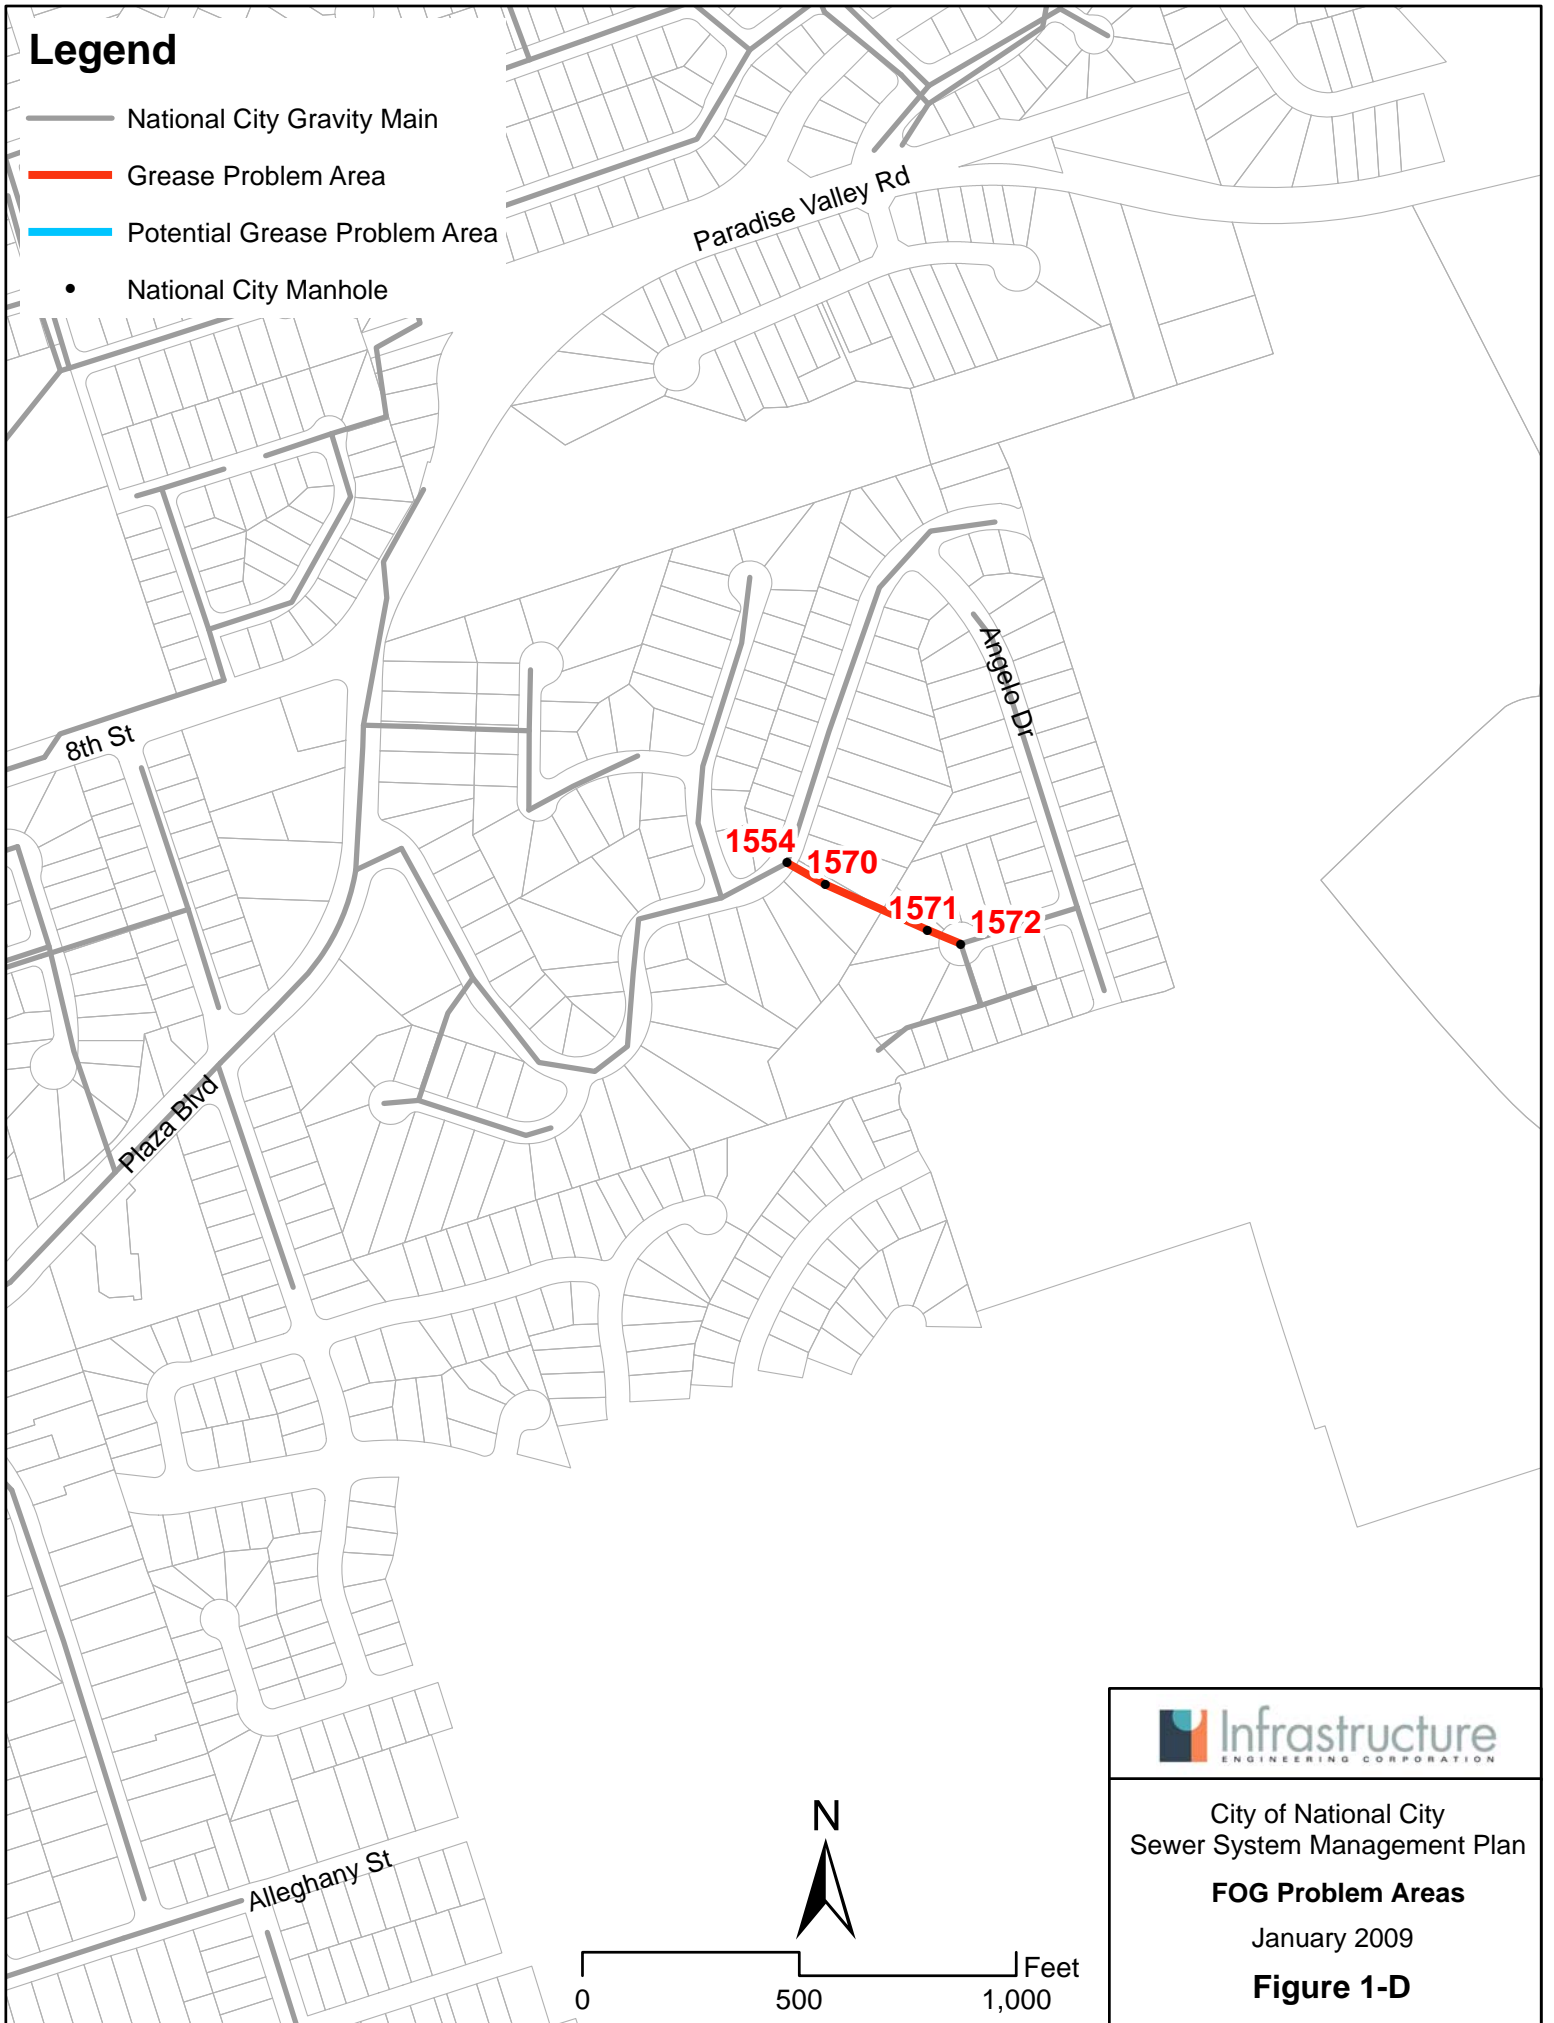 Legend
National City Gravity Main
Grease Problem Area
Potential Grease Problem Area
National City Manhole
Paradise Valley Rd
Angelo Dr
8th St
1554
1570
1571
1572
Plaza Blvd
Alleghany St
N
Feet
0 500 1,000
Infrastructure
ENGINEERING CORPORATION
City of National City
Sewer System Management Plan
FOG Problem Areas
January 2009
Figure 1-D